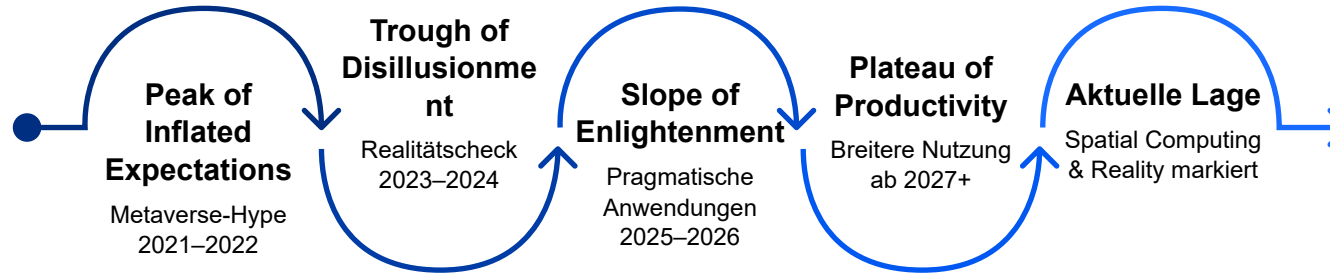 Peak of
Inflated
Expectations
Metaverse-Hype
2021–2022
Trough of
Disillusionme
nt
Realitätscheck
2023–2024
Slope of
Enlightenment
Pragmatische
Anwendungen
2025–2026
Plateau of
Productivity
Breitere Nutzung
ab 2027+
Aktuelle Lage
Spatial Computing
& Reality markiert